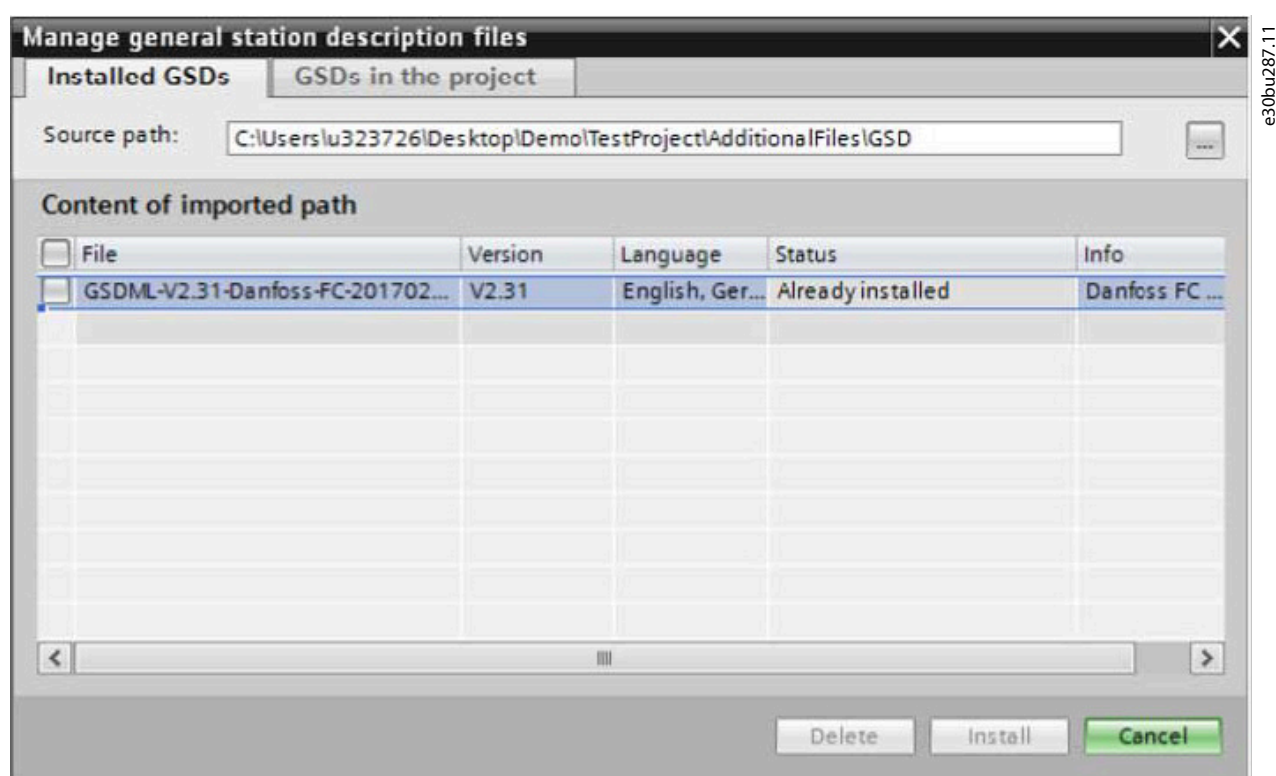 Manage general station description files
Installed GSDs GSDs in the project
Source path: C:\Users\u323726\Desktop\Demo\TestProject\AdditionalFiles\GSD ...
Content of imported path
File Version Language Status Info
GSDML-V2.31-Danfoss-FC-201702... V2.31 English, Ger... Already installed Danfoss FC ...
Delete Install Cancel
e30bu287.11